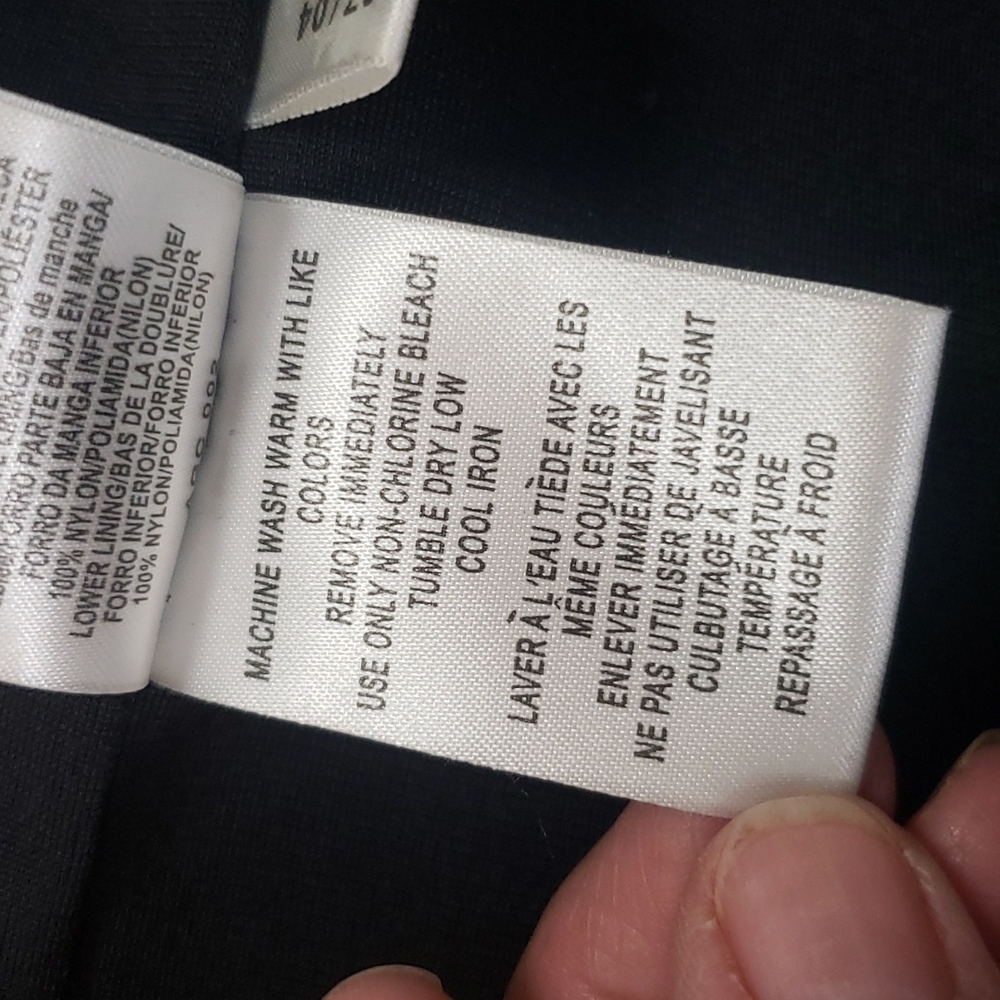 07/04
FORRO PARTE BAJA EN MANGA/
FORRO DA MANGA INFERIOR
100% NYLON/POLIAMIDA(NILON)
LOWER LINING/BAS DE LA DOUBLURE/
FORRO INFERIOR/FORRO INFERIOR/
100% NYLON/POLIAMIDA(NILON)
MACHINE WASH WARM WITH LIKE
COLORS
REMOVE IMMEDIATELY
USE ONLY NON-CHLORINE BLEACH
TUMBLE DRY LOW
COOL IRON
LAVER À L'EAU TIÈDE AVEC LES
MÊME COULEURS
ENLEVER IMMÉDIATEMENT
NE PAS UTILISER DE JAVELISANT
CULBUTAGE À BASSE
TEMPÉRATURE
REPASSAGE À FROID